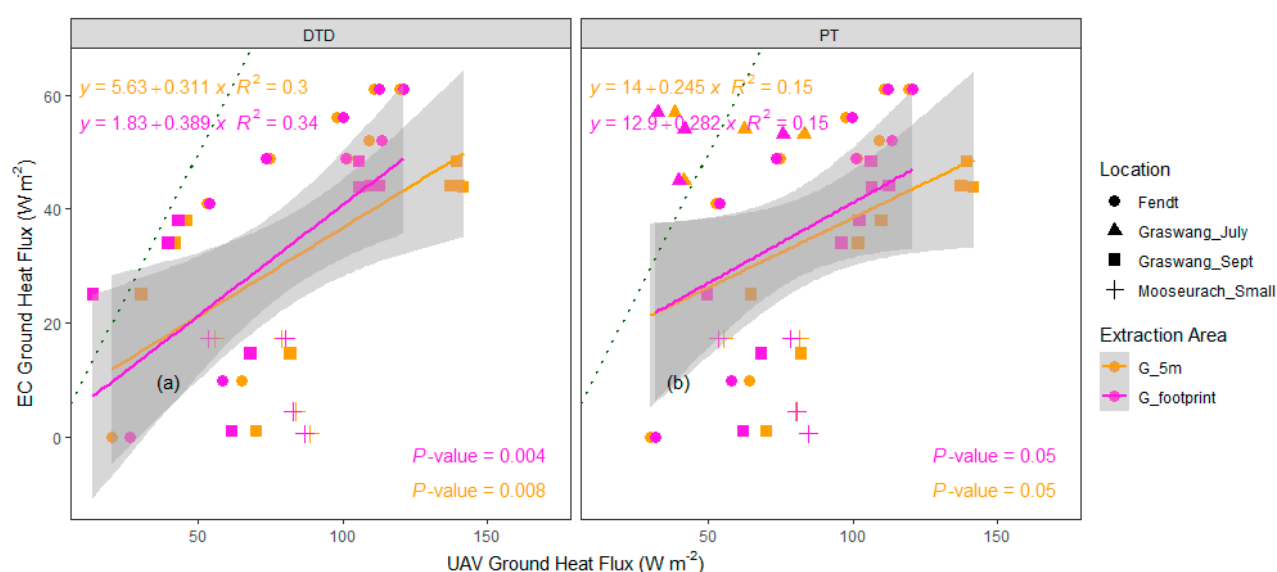 DTD
PT
y = 5.63 + 0.311 x R² = 0.3
y = 1.83 + 0.389 x R² = 0.34
y = 14 + 0.245 x R² = 0.15
y = 12.9 + 0.282 x R² = 0.15
60
40
20
0
EC Ground Heat Flux (W m⁻²)
(a)
(b)
P-value = 0.004
P-value = 0.008
P-value = 0.05
P-value = 0.05
50
100
150
50
100
150
UAV Ground Heat Flux (W m⁻²)
Location
Fendt
Graswang_July
Graswang_Sept
Mooseurach_Small
Extraction Area
G_5m
G_footprint